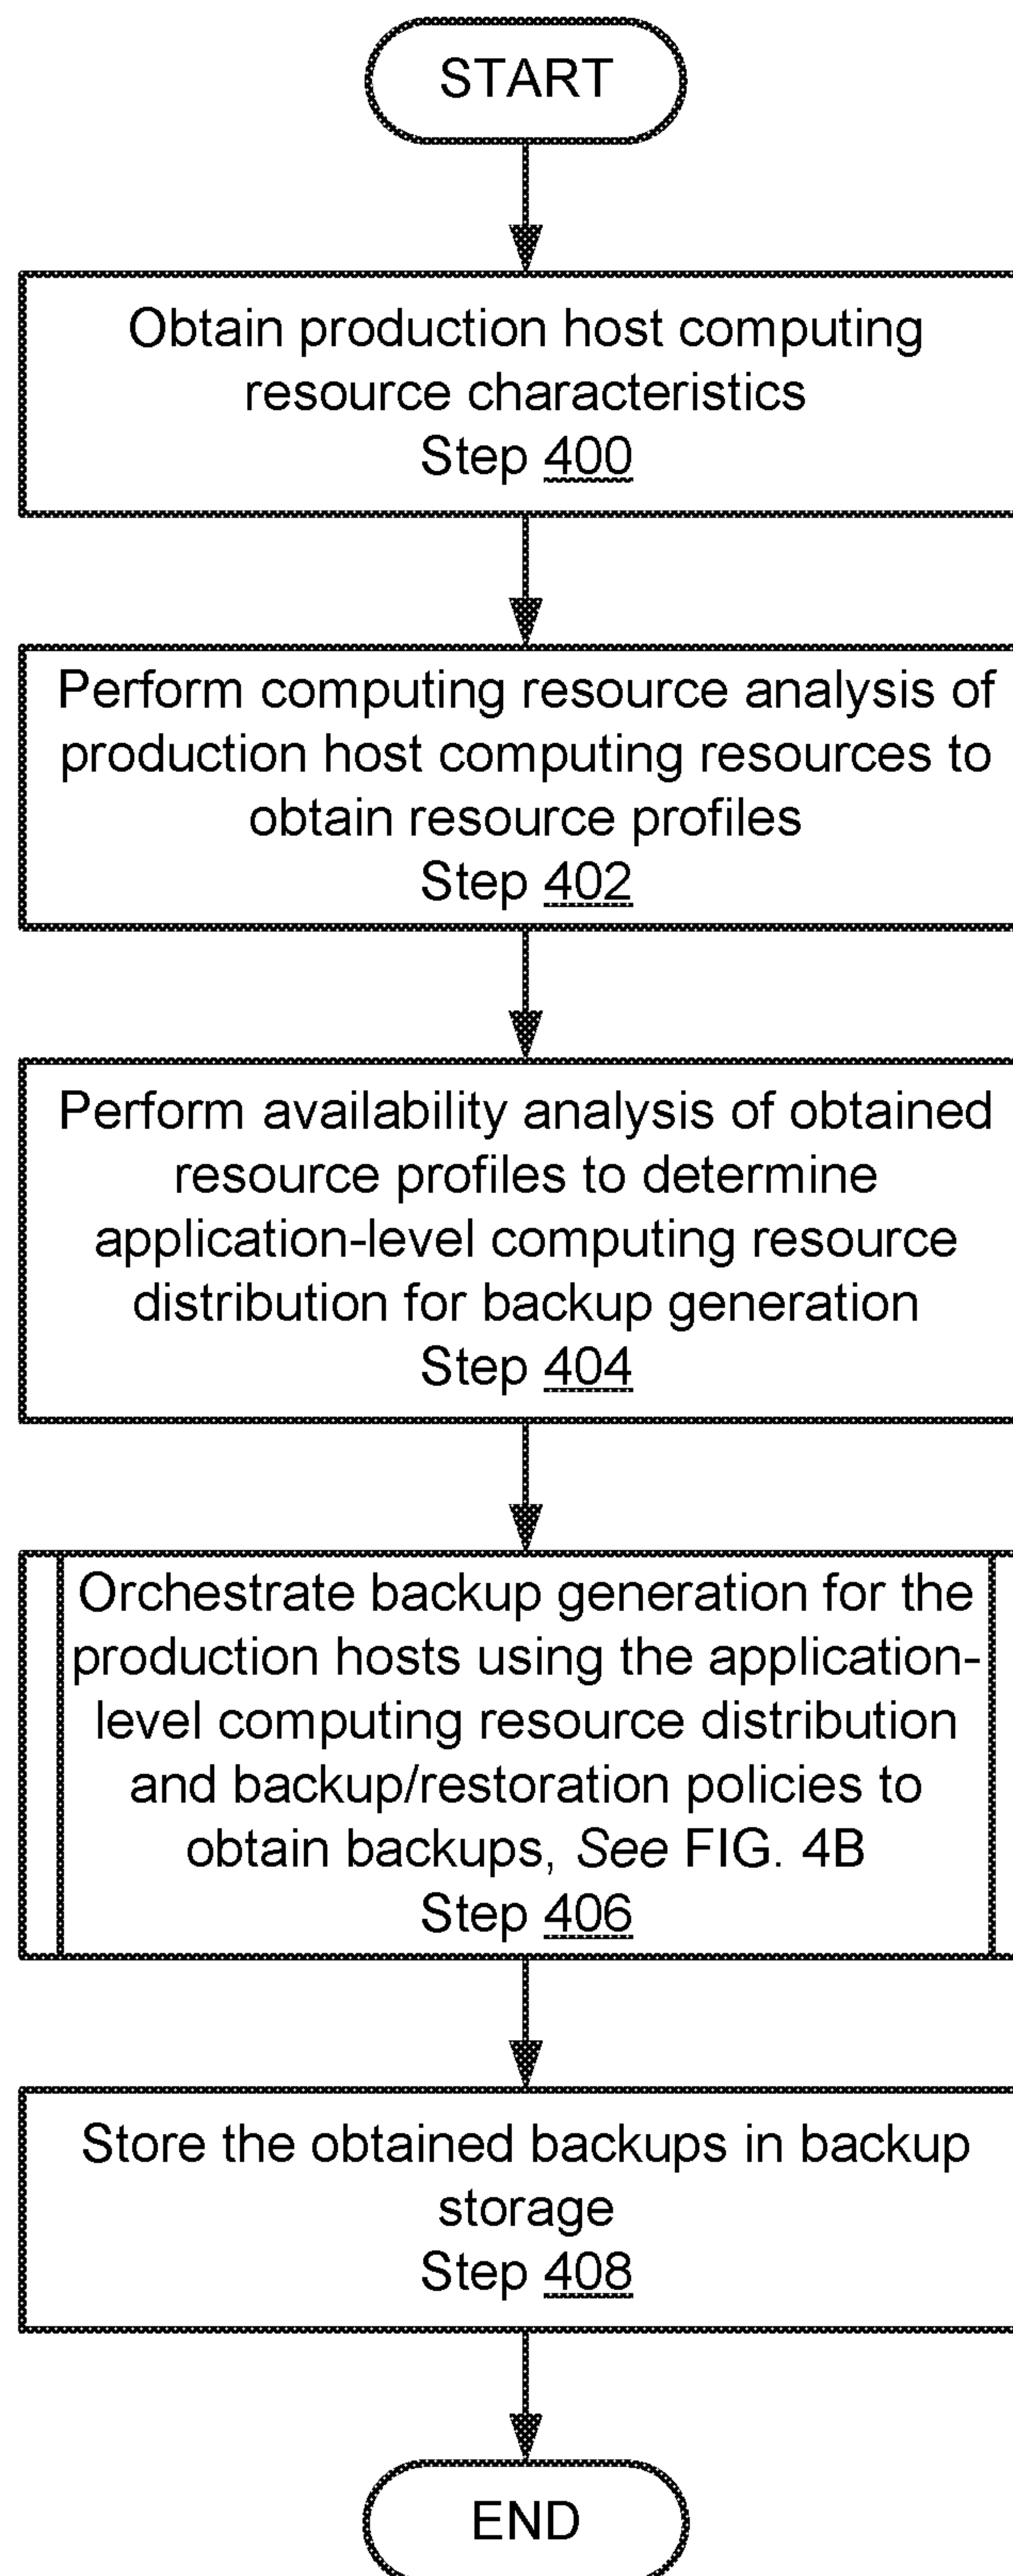 START
Obtain production host computing
resource characteristics
Step 400
Perform computing resource analysis of
production host computing resources to
obtain resource profiles
Step 402
Perform availability analysis of obtained
resource profiles to determine
application-level computing resource
distribution for backup generation
Step 404
Orchestrate backup generation for the
production hosts using the application-
level computing resource distribution
and backup/restoration policies to
obtain backups, See FIG. 4B
Step 406
Store the obtained backups in backup
storage
Step 408
END